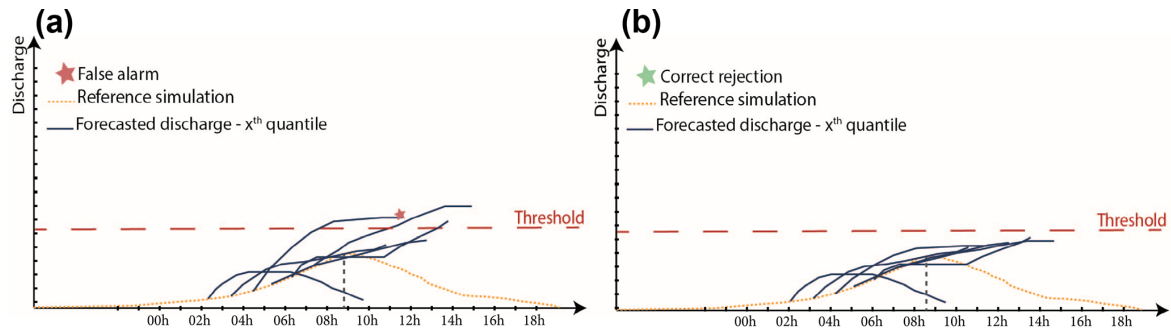 (a)
Discharge
False alarm
Reference simulation
Forecasted discharge - xth quantile
Threshold
00h 02h 04h 06h 08h 10h 12h 14h 16h 18h
(b)
Discharge
Correct rejection
Reference simulation
Forecasted discharge - xth quantile
Threshold
00h 02h 04h 06h 08h 10h 12h 14h 16h 18h